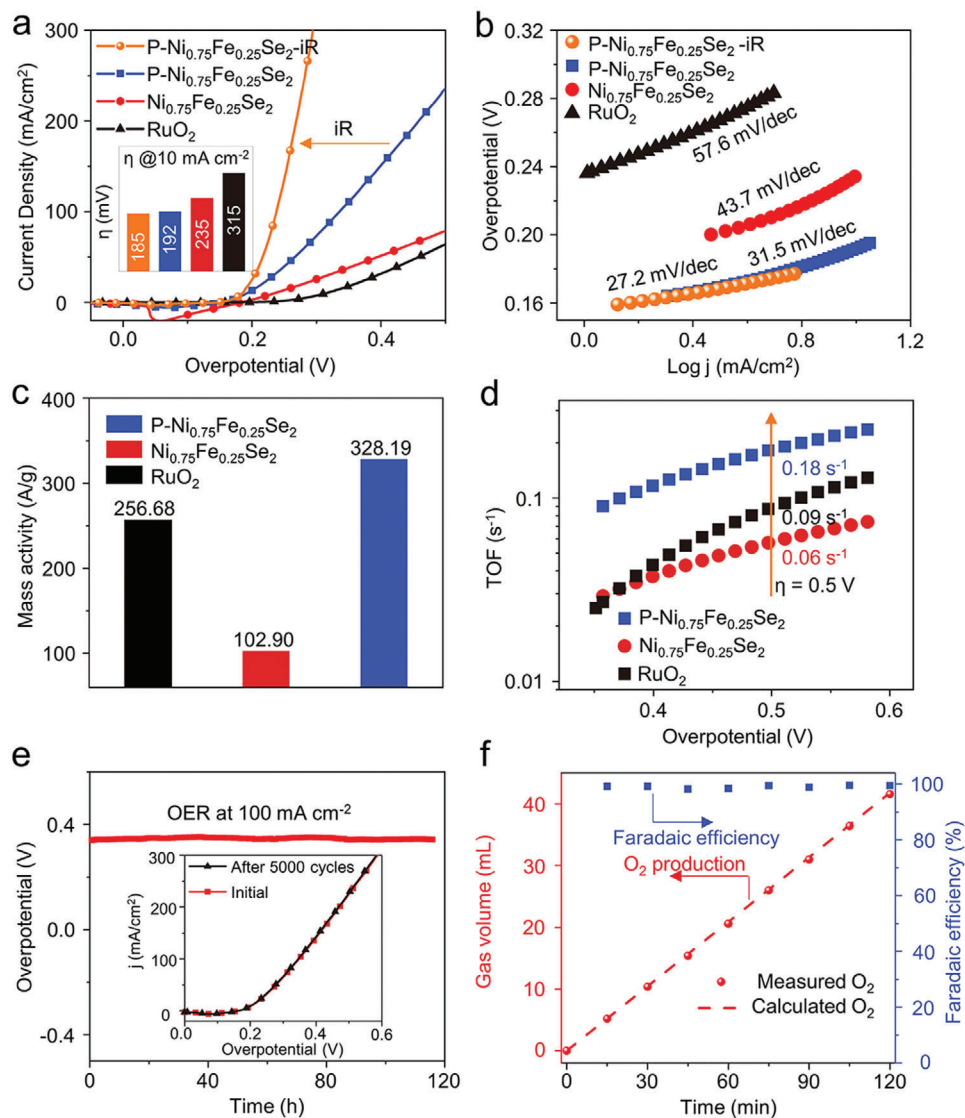 a
300
200
100
0
Current Density (mA/cm²)
P-Ni₀.₇₅Fe₀.₂₅Se₂-iR
P-Ni₀.₇₅Fe₀.₂₅Se₂
Ni₀.₇₅Fe₀.₂₅Se₂
RuO₂
iR
η @10 mA cm⁻²
η (mV)
185
192
235
315
0.0 0.2 0.4
Overpotential (V)
b
P-Ni₀.₇₅Fe₀.₂₅Se₂ -iR
P-Ni₀.₇₅Fe₀.₂₅Se₂
Ni₀.₇₅Fe₀.₂₅Se₂
RuO₂
0.28
0.24
0.20
0.16
Overpotential (V)
57.6 mV/dec
43.7 mV/dec
27.2 mV/dec
31.5 mV/dec
0.0 0.4 0.8 1.2
Log j (mA/cm²)
c
400
300
200
100
Mass activity (A/g)
P-Ni₀.₇₅Fe₀.₂₅Se₂
Ni₀.₇₅Fe₀.₂₅Se₂
RuO₂
256.68
102.90
328.19
d
0.1
0.01
TOF (s⁻¹)
0.18 s⁻¹
0.09 s⁻¹
0.06 s⁻¹
η = 0.5 V
P-Ni₀.₇₅Fe₀.₂₅Se₂
Ni₀.₇₅Fe₀.₂₅Se₂
RuO₂
0.4 0.5 0.6
Overpotential (V)
e
0.4
0.0
-0.4
Overpotential (V)
OER at 100 mA cm⁻²
After 5000 cycles
Initial
300
200
100
0
j (mA/cm²)
0.0 0.2 0.4 0.6
Overpotential (V)
0 40 80 120
Time (h)
f
40
30
20
10
0
Gas volume (mL)
Faradaic efficiency
O₂ production
Measured O₂
Calculated O₂
100
80
60
40
20
0
Faradaic efficiency (%)
0 30 60 90 120
Time (min)